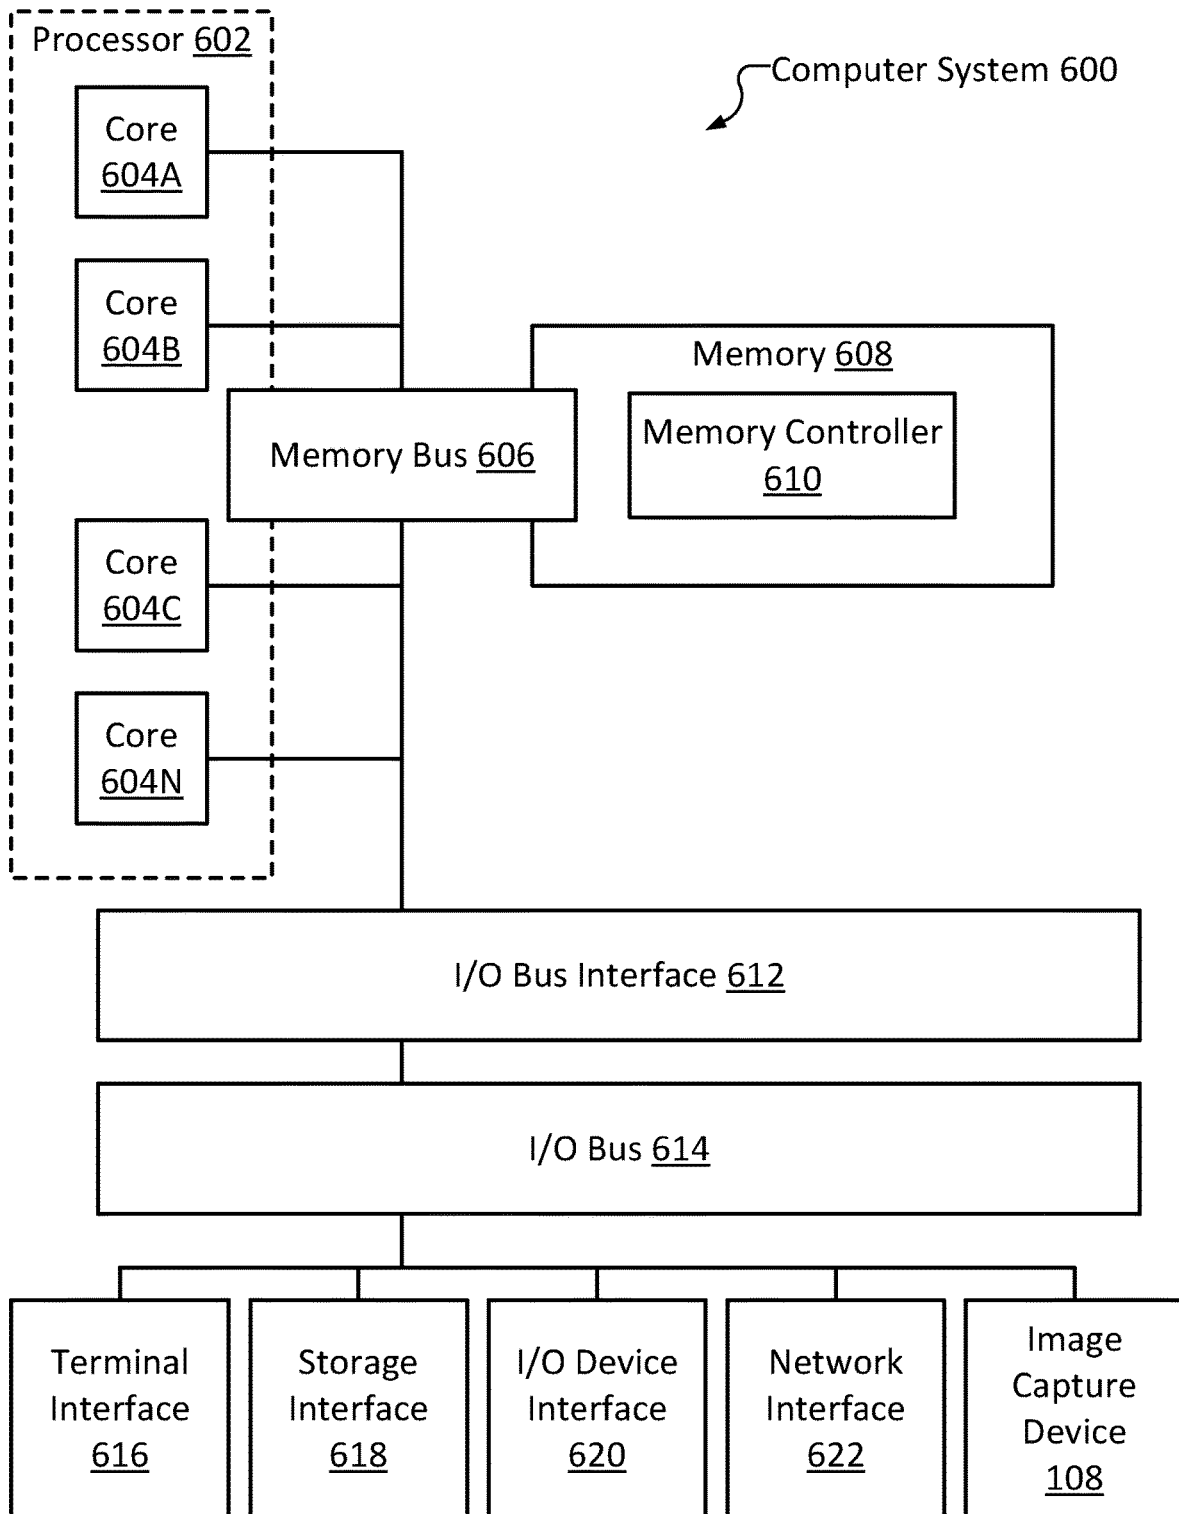 Processor 602
Computer System 600
Core
604A
Core
604B
Memory 608
Memory Controller
610
Memory Bus 606
Core
604C
Core
604N
I/O Bus Interface 612
I/O Bus 614
Terminal
Interface
616
Storage
Interface
618
I/O Device
Interface
620
Network
Interface
622
Image
Capture
Device
108